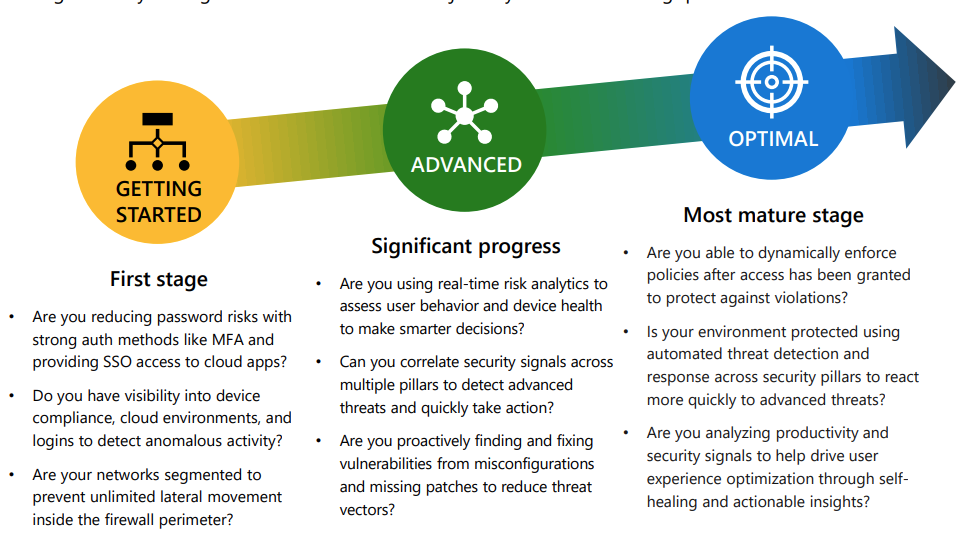 GETTING
STARTED
First stage
• Are you reducing password risks with
strong auth methods like MFA and
providing SSO access to cloud apps?
• Do you have visibility into device
compliance, cloud environments, and
logins to detect anomalous activity?
• Are your networks segmented to
prevent unlimited lateral movement
inside the firewall perimeter?
ADVANCED
Significant progress
• Are you using real-time risk analytics to
assess user behavior and device health
to make smarter decisions?
• Can you correlate security signals across
multiple pillars to detect advanced
threats and quickly take action?
• Are you proactively finding and fixing
vulnerabilities from misconfigurations
and missing patches to reduce threat
vectors?
OPTIMAL
Most mature stage
• Are you able to dynamically enforce
policies after access has been granted
to protect against violations?
• Is your environment protected using
automated threat detection and
response across security pillars to react
more quickly to advanced threats?
• Are you analyzing productivity and
security signals to help drive user
experience optimization through self-
healing and actionable insights?